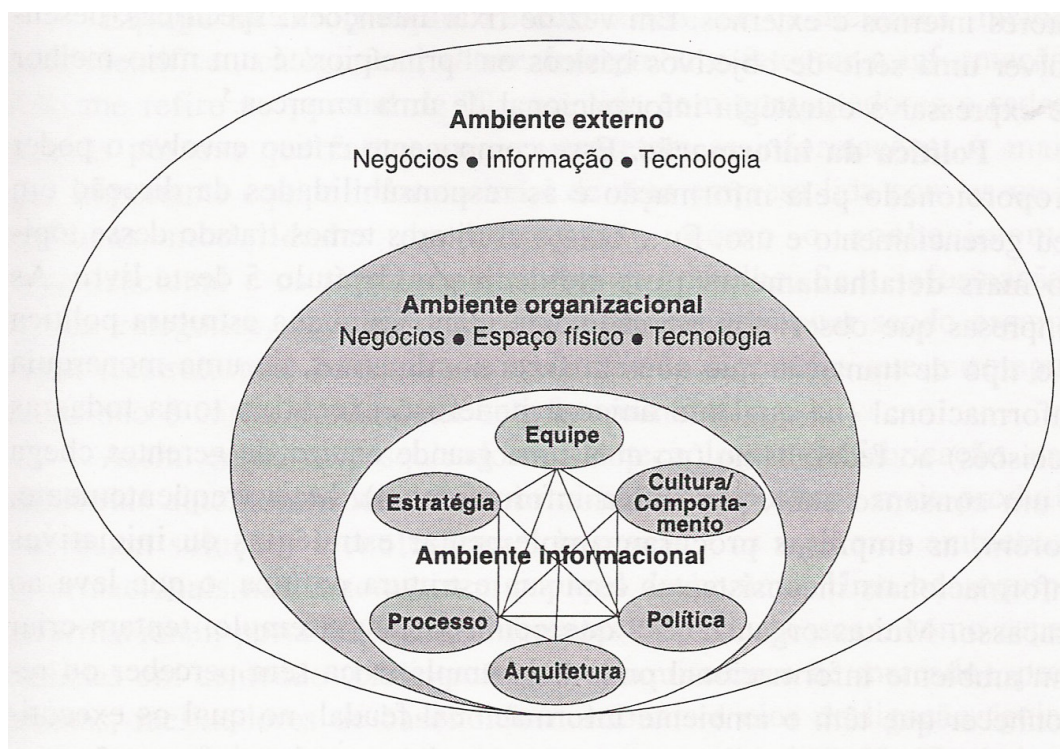 Ambiente externo
Negócios • Informação • Tecnologia
Ambiente organizacional
Negócios • Espaço físico • Tecnologia
Equipe
Estratégia
Cultura/
Comporta-
mento
Ambiente informacional
Processo
Política
Arquitetura